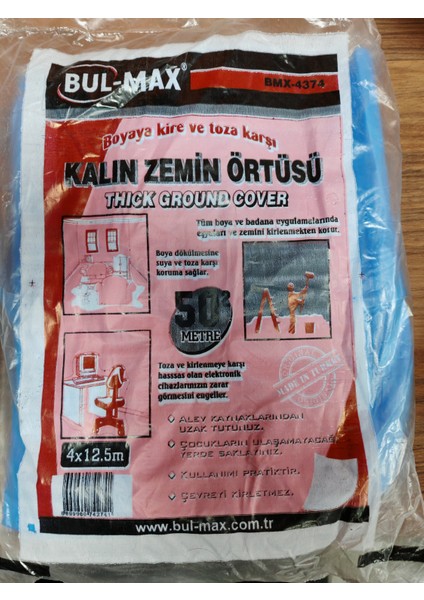 BUL-MAX®
BMX-4374
Boyaya kire ve toza karşı
KALIN ZEMİN ÖRTÜSÜ
THICK GROUND COVER
Tüm boya ve badana uygulamalarında
eşyaları ve zemini kirlenmekten korur.
Boya dökülmesine
suya ve toza karşı
koruma sağlar.
50
METRE
Toza ve kirlenmeye karşı
hassas olan elektronik
cihazlarınızın zarar
görmesini engeller.
MADE IN TURKEY
ALEV KAYNAKLARINDAN
UZAK TUTUNUZ.
ÇOCUKLARIN ULAŞAMAYACAĞI
YERDE SAKLAYINIZ.
KULLANIMI PRATİKTİR.
ÇEVREYİ KİRLETMEZ.
4x12.5m
www.bul-max.com.tr